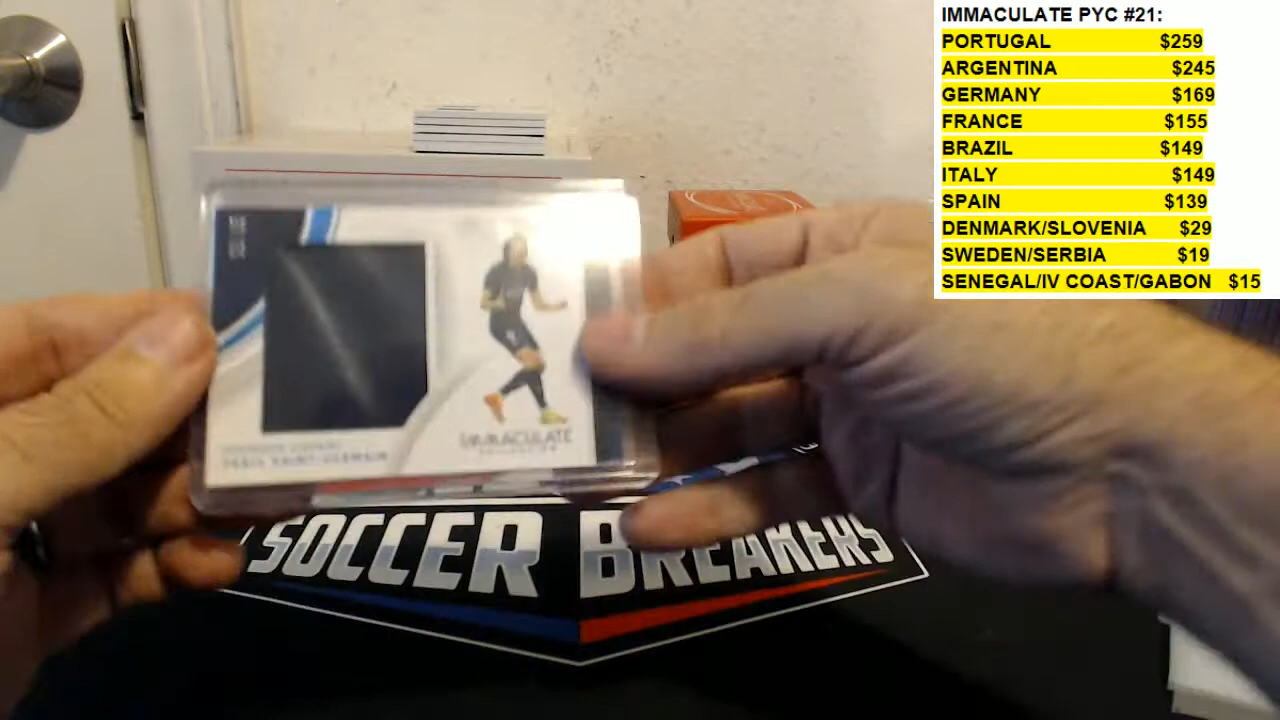 IMMACULATE PYC #21:
PORTUGAL $259
ARGENTINA $245
GERMANY $169
FRANCE $155
BRAZIL $149
ITALY $149
SPAIN $139
DENMARK/SLOVENIA $29
SWEDEN/SERBIA $19
SENEGAL/IV COAST/GABON $15
IMMACULATE
COLLECTION
PARIS SAINT-GERMAIN
SOCCER BREAKERS